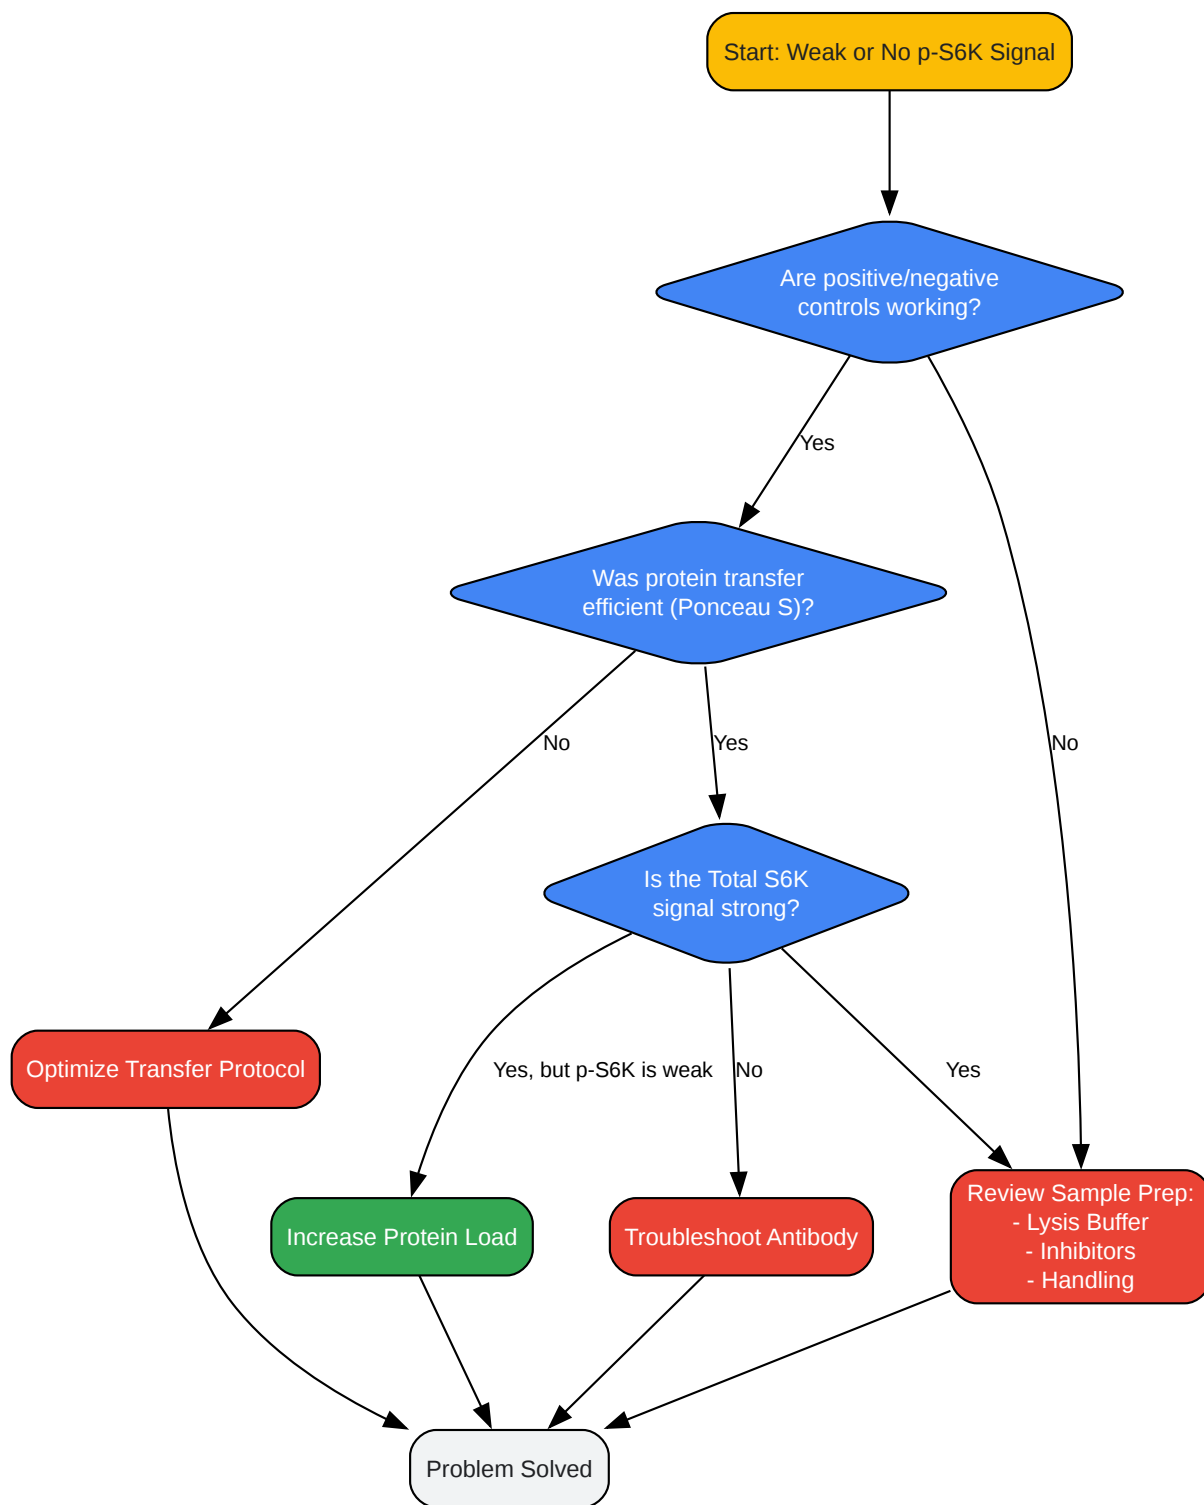 Start: Weak or No p-S6K Signal
Are positive/negative
controls working?
Yes
Was protein transfer
efficient (Ponceau S)?
No
Yes
No
Is the Total S6K
signal strong?
Optimize Transfer Protocol
Yes, but p-S6K is weak
No
Yes
Increase Protein Load
Troubleshoot Antibody
Review Sample Prep:
- Lysis Buffer
- Inhibitors
- Handling
Problem Solved